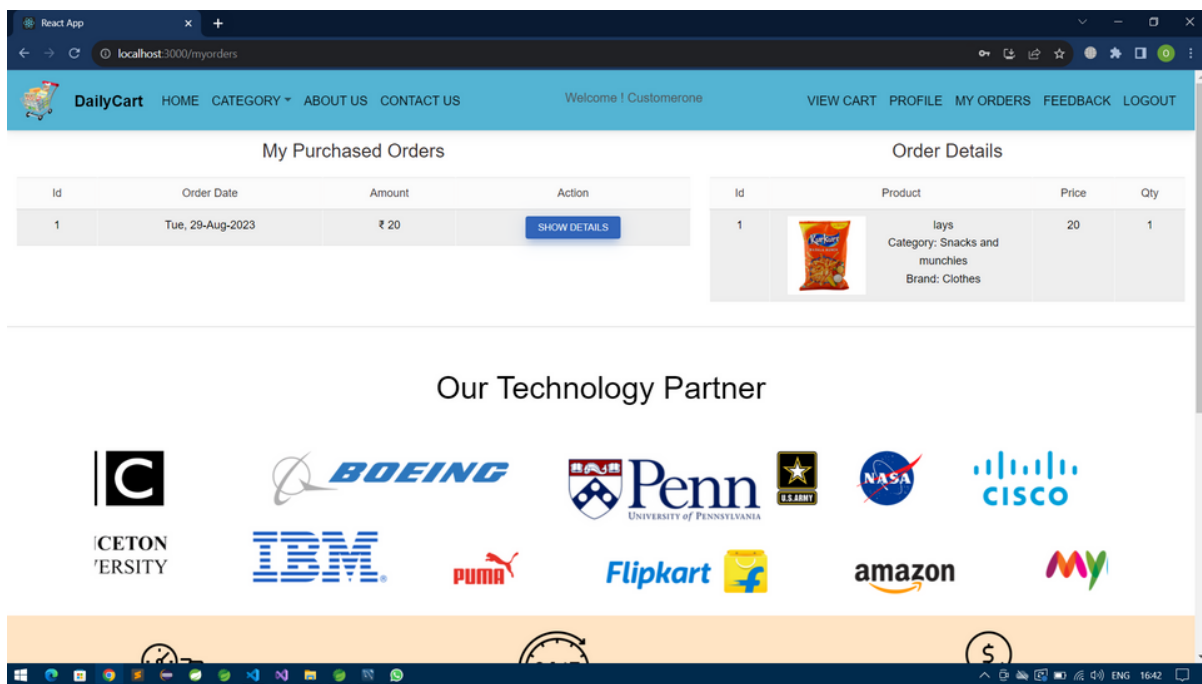 React App
localhost:3000/myorders
DailyCart HOME CATEGORY ABOUT US CONTACT US Welcome ! Customerone VIEW CART PROFILE MY ORDERS FEEDBACK LOGOUT
My Purchased Orders
Id Order Date Amount Action
1 Tue, 29-Aug-2023 ₹ 20 SHOW DETAILS
Order Details
Id Product Price Qty
1 lays 20 1
Category: Snacks and
munchies
Brand: Clothes
Kurkure
Our Technology Partner
C
CETON
ERSITY
BOEING
Penn
UNIVERSITY of PENNSYLVANIA
U.S.ARMY
NASA
CISCO
IBM
PUMA
Flipkart
amazon
MY
$
ENG 16:42